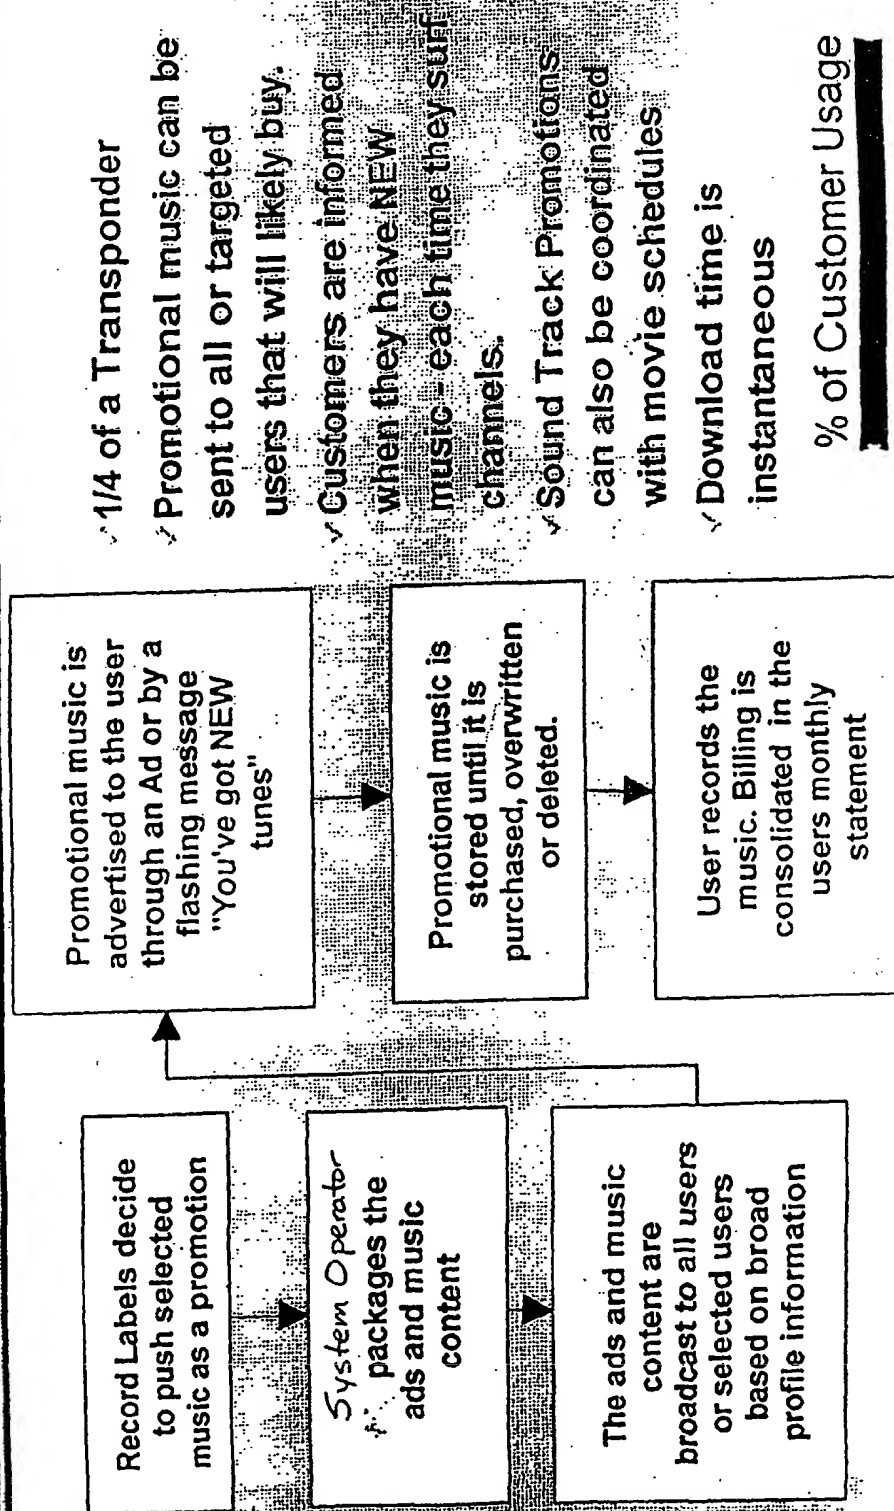 Record Labels decide
to push selected
music as a promotion
System Operator
packages the
ads and music
content
The ads and music
content are
broadcast to all users
or selected users
based on broad
profile information
Promotional music is
advertised to the user
through an Ad or by a
flashing message
"You've got NEW
tunes"
Promotional music is
stored until it is
purchased, overwritten
or deleted.
User records the
music. Billing is
consolidated in the
users monthly
statement
✓1/4 of a Transponder
✓Promotional music can be
sent to all or targeted
users that will likely buy.
✓Customers are informed
when they have NEW
music - each time they surf
channels.
✓Sound Track Promotions
can also be coordinated
with movie schedules
✓Download time is
instantaneous
% of Customer Usage